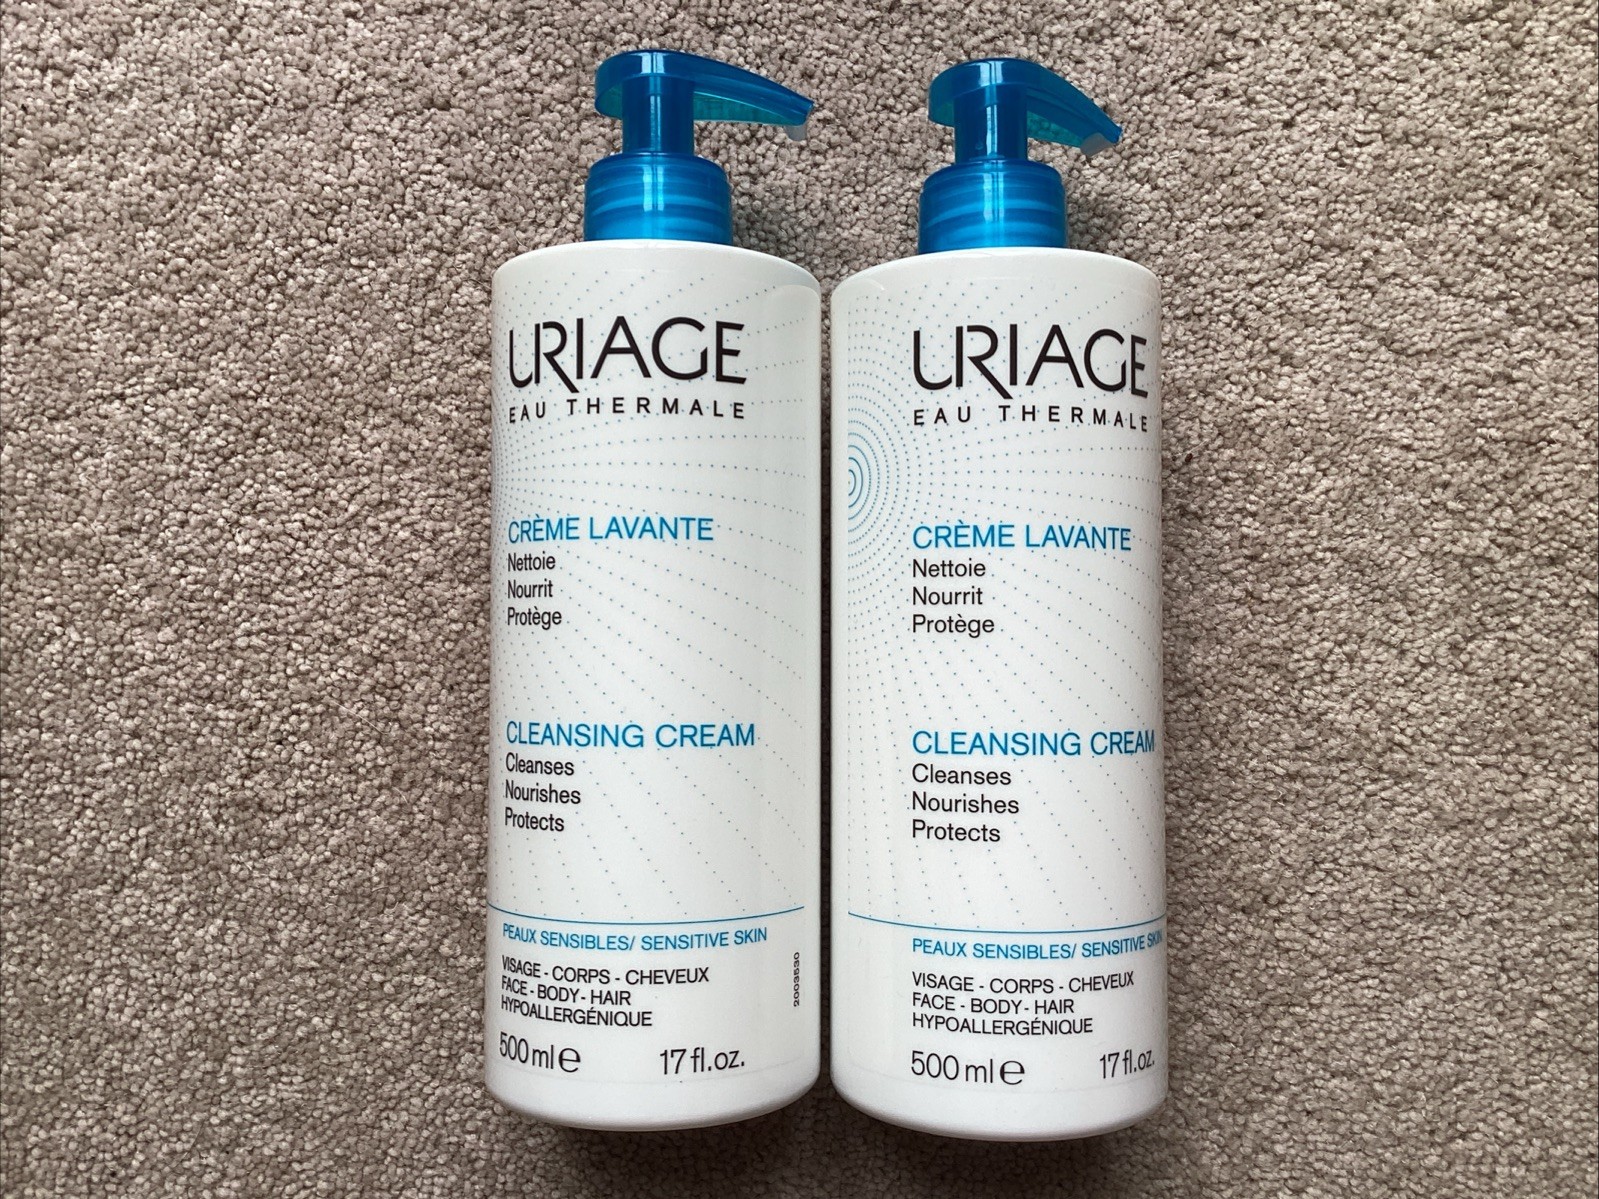 URIAGE
EAU THERMALE
CRÈME LAVANTE
Nettoie
Nourrit
Protège
CLEANSING CREAM
Cleanses
Nourishes
Protects
PEAUX SENSIBLES/ SENSITIVE SKIN
VISAGE - CORPS - CHEVEUX
FACE - BODY - HAIR
HYPOALLERGÉNIQUE
500 ml e 17 fl.oz.
2003530
URIAGE
EAU THERMALE
CRÈME LAVANTE
Nettoie
Nourrit
Protège
CLEANSING CREAM
Cleanses
Nourishes
Protects
PEAUX SENSIBLES/ SENSITIVE SKIN
VISAGE - CORPS - CHEVEUX
FACE - BODY - HAIR
HYPOALLERGÉNIQUE
500 ml e 17 fl.oz.